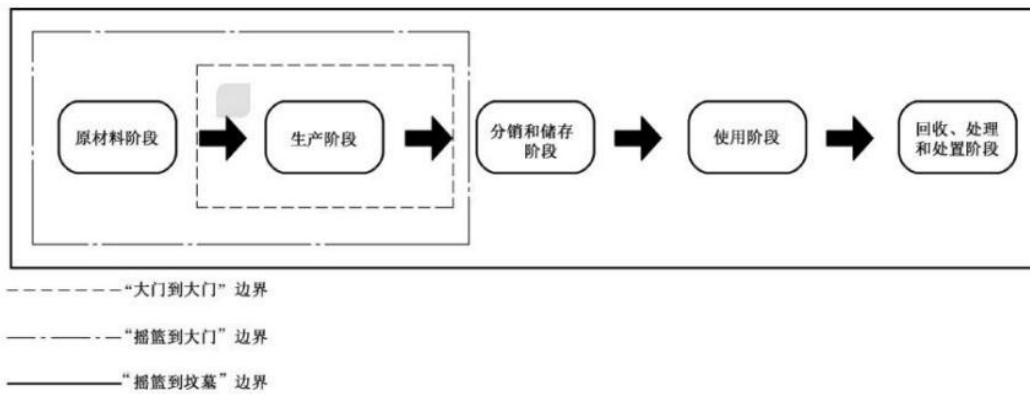 原材料阶段
生产阶段
分销和储存
阶段
使用阶段
回收、处理
和处置阶段
“大门到大门”边界
“摇篮到大门”边界
“摇篮到坟墓”边界